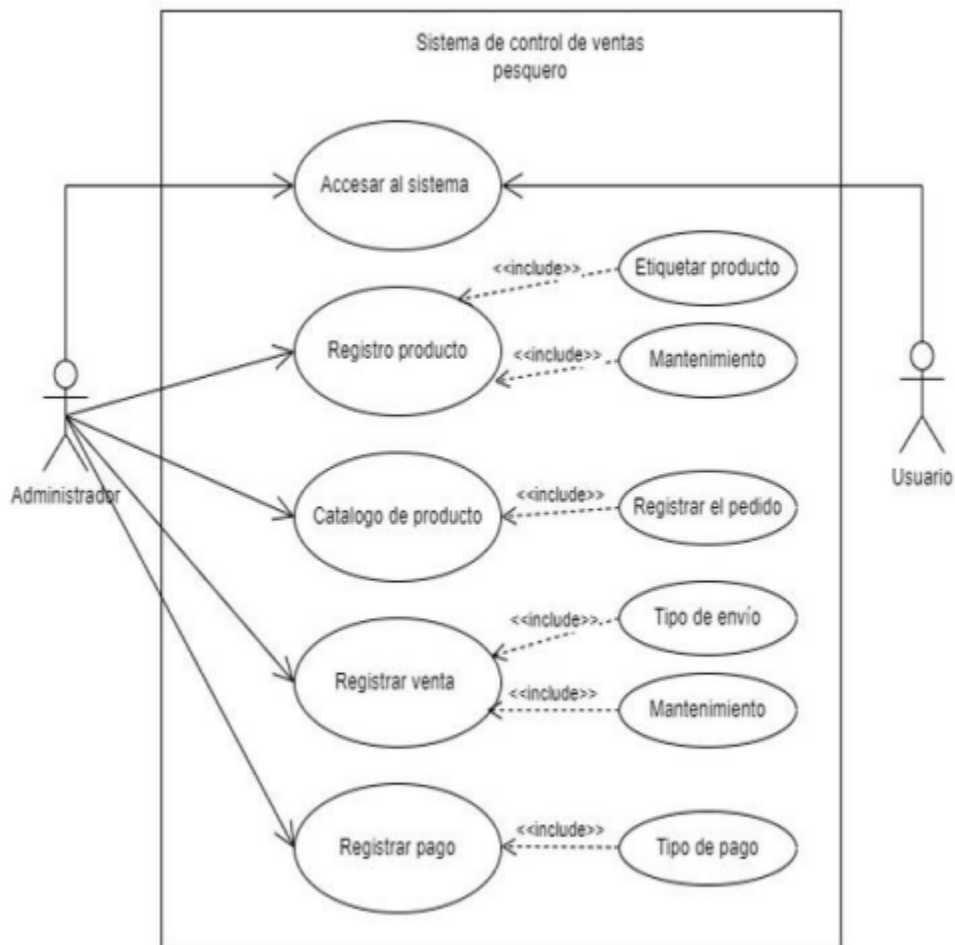 Sistema de control de ventas
pesquero
Accesar al sistema
<<include>>
Etiquetar producto
Registro producto
<<include>>
Mantenimiento
Administrador
Usuario
Catalogo de producto
<<include>>
Registrar el pedido
<<include>>
Tipo de envío
Registrar venta
<<include>>
Mantenimiento
Registrar pago
<<include>>
Tipo de pago